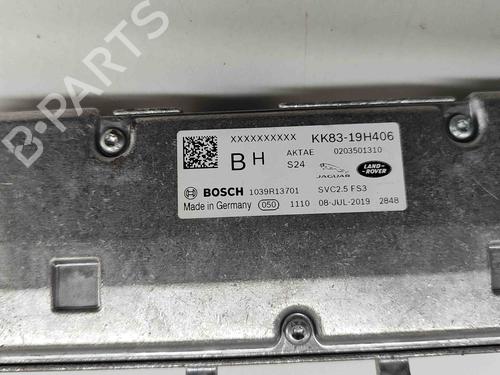 B-PARTS
XXXXXXXXXX KK83-19H406
B H AKTAE 0203501310
S24 JAGUAR LAND-ROVER
BOSCH 1039R13701 SVC2.5 FS3
Made in Germany 050 1110 08-JUL-2019 2848